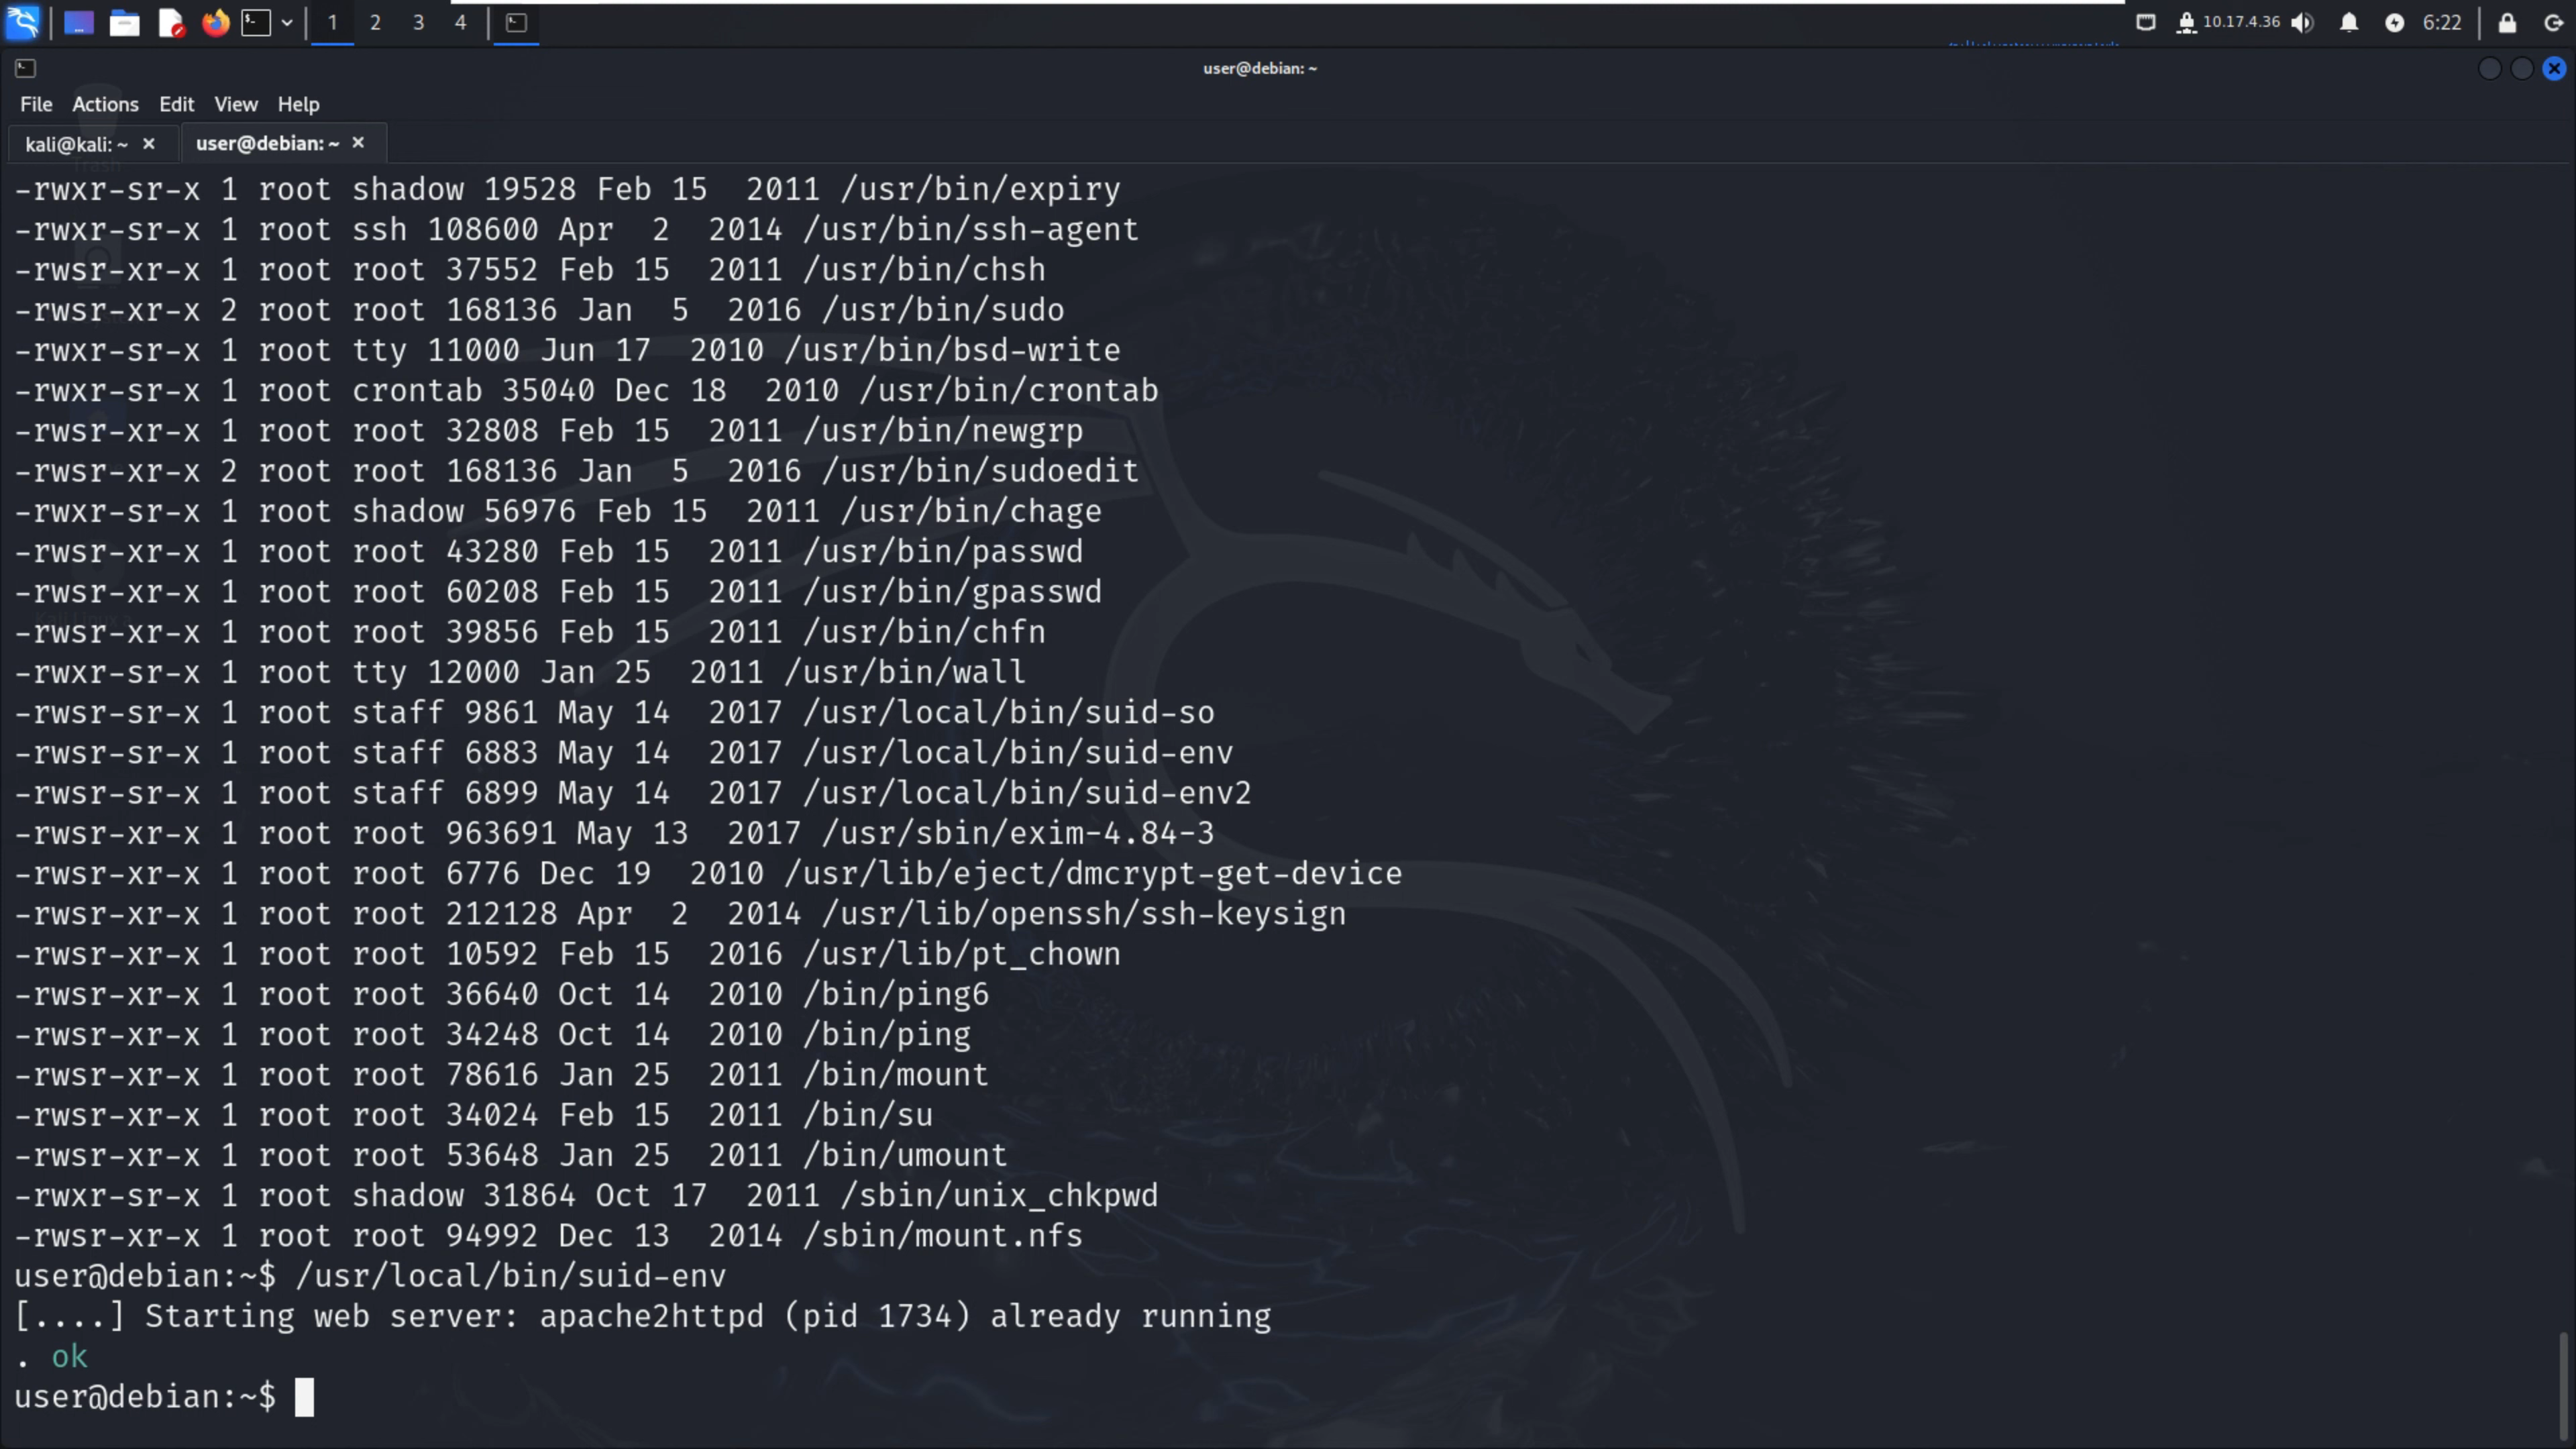 1 2 3 4 10.17.4.36 6:22
user@debian: ~
File Actions Edit View Help
kali@kali: ~ user@debian: ~
-rwxr-sr-x 1 root shadow 19528 Feb 15  2011 /usr/bin/expiry
-rwxr-sr-x 1 root ssh 108600 Apr  2  2014 /usr/bin/ssh-agent
-rwsr-xr-x 1 root root 37552 Feb 15  2011 /usr/bin/chsh
-rwsr-xr-x 2 root root 168136 Jan  5  2016 /usr/bin/sudo
-rwxr-sr-x 1 root tty 11000 Jun 17  2010 /usr/bin/bsd-write
-rwxr-sr-x 1 root crontab 35040 Dec 18  2010 /usr/bin/crontab
-rwsr-xr-x 1 root root 32808 Feb 15  2011 /usr/bin/newgrp
-rwsr-xr-x 2 root root 168136 Jan  5  2016 /usr/bin/sudoedit
-rwxr-sr-x 1 root shadow 56976 Feb 15  2011 /usr/bin/chage
-rwsr-xr-x 1 root root 43280 Feb 15  2011 /usr/bin/passwd
-rwsr-xr-x 1 root root 60208 Feb 15  2011 /usr/bin/gpasswd
-rwsr-xr-x 1 root root 39856 Feb 15  2011 /usr/bin/chfn
-rwxr-sr-x 1 root tty 12000 Jan 25  2011 /usr/bin/wall
-rwsr-sr-x 1 root staff 9861 May 14  2017 /usr/local/bin/suid-so
-rwsr-sr-x 1 root staff 6883 May 14  2017 /usr/local/bin/suid-env
-rwsr-sr-x 1 root staff 6899 May 14  2017 /usr/local/bin/suid-env2
-rwsr-xr-x 1 root root 963691 May 13  2017 /usr/sbin/exim-4.84-3
-rwsr-xr-x 1 root root 6776 Dec 19  2010 /usr/lib/eject/dmcrypt-get-device
-rwsr-xr-x 1 root root 212128 Apr  2  2014 /usr/lib/openssh/ssh-keysign
-rwsr-xr-x 1 root root 10592 Feb 15  2016 /usr/lib/pt_chown
-rwsr-xr-x 1 root root 36640 Oct 14  2010 /bin/ping6
-rwsr-xr-x 1 root root 34248 Oct 14  2010 /bin/ping
-rwsr-xr-x 1 root root 78616 Jan 25  2011 /bin/mount
-rwsr-xr-x 1 root root 34024 Feb 15  2011 /bin/su
-rwsr-xr-x 1 root root 53648 Jan 25  2011 /bin/umount
-rwxr-sr-x 1 root shadow 31864 Oct 17  2011 /sbin/unix_chkpwd
-rwsr-xr-x 1 root root 94992 Dec 13  2014 /sbin/mount.nfs
user@debian:~$ /usr/local/bin/suid-env
[....] Starting web server: apache2httpd (pid 1734) already running
. ok
user@debian:~$